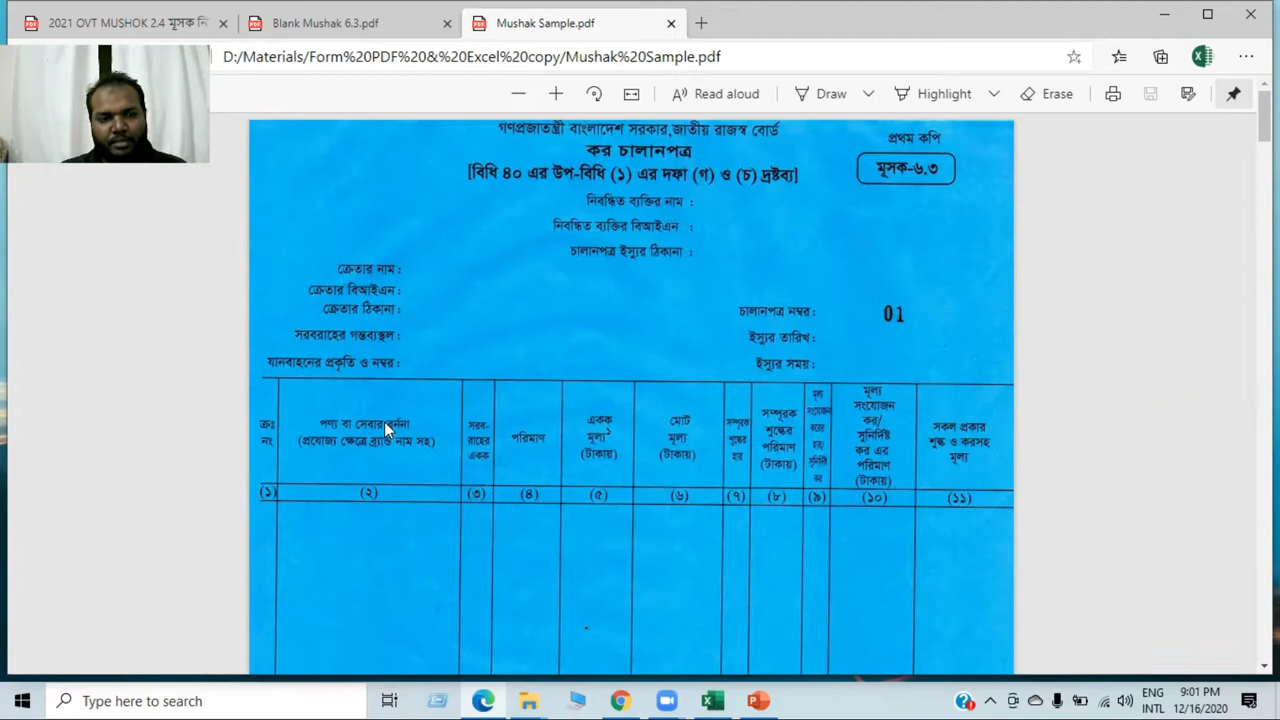 2021 OVT MUSHOK 2.4 মূসক নি
Blank Mushak 6.3.pdf
Mushak Sample.pdf
D:/Materials/Form%20PDF%20&%20Excel%20copy/Mushak%20Sample.pdf
Read aloud
Draw
Highlight
Erase
গণপ্রজাতন্ত্রী বাংলাদেশ সরকার,জাতীয় রাজস্ব বোর্ড
প্রথম কপি
কর চালানপত্র
মূসক-৬.৩
[বিধি ৪০ এর উপ-বিধি (১) এর দফা (গ) ও (চ) দ্রষ্টব্য]
নিবন্ধিত ব্যক্তির নাম :
নিবন্ধিত ব্যক্তির বিআইএন :
চালানপত্র ইস্যুর ঠিকানা :
ক্রেতার নাম :
ক্রেতার বিআইএন :
ক্রেতার ঠিকানা :
সরবরাহের গন্তব্যস্থল :
যানবাহনের প্রকৃতি ও নম্বর :
চালানপত্র নম্বর : 01
ইস্যুর তারিখ :
ইস্যুর সময় :
ক্রঃ
নং
পণ্য বা সেবার বর্ননা
(প্রযোজ্য ক্ষেত্রে ব্র্যান্ড নাম সহ)
সরব-
রাহের
একক
পরিমাণ
একক
মূল্য১
(টাকায়)
মোট
মূল্য
(টাকায়)
সম্পূরক
শুল্কের
হার
সম্পূরক
শুল্কের
পরিমাণ
(টাকায়)
মূল্য
সংযোজন
করের
হার/
সুনির্দিষ্ট
কর
মূল্য
সংযোজন
কর/
সুনির্দিষ্ট
কর এর
পরিমাণ
(টাকায়)
সকল প্রকার
শুল্ক ও করসহ
মূল্য
(১) (২) (৩) (৪) (৫) (৬) (৭) (৮) (৯) (১০) (১১)
Type here to search
ENG
INTL
9:01 PM
12/16/2020